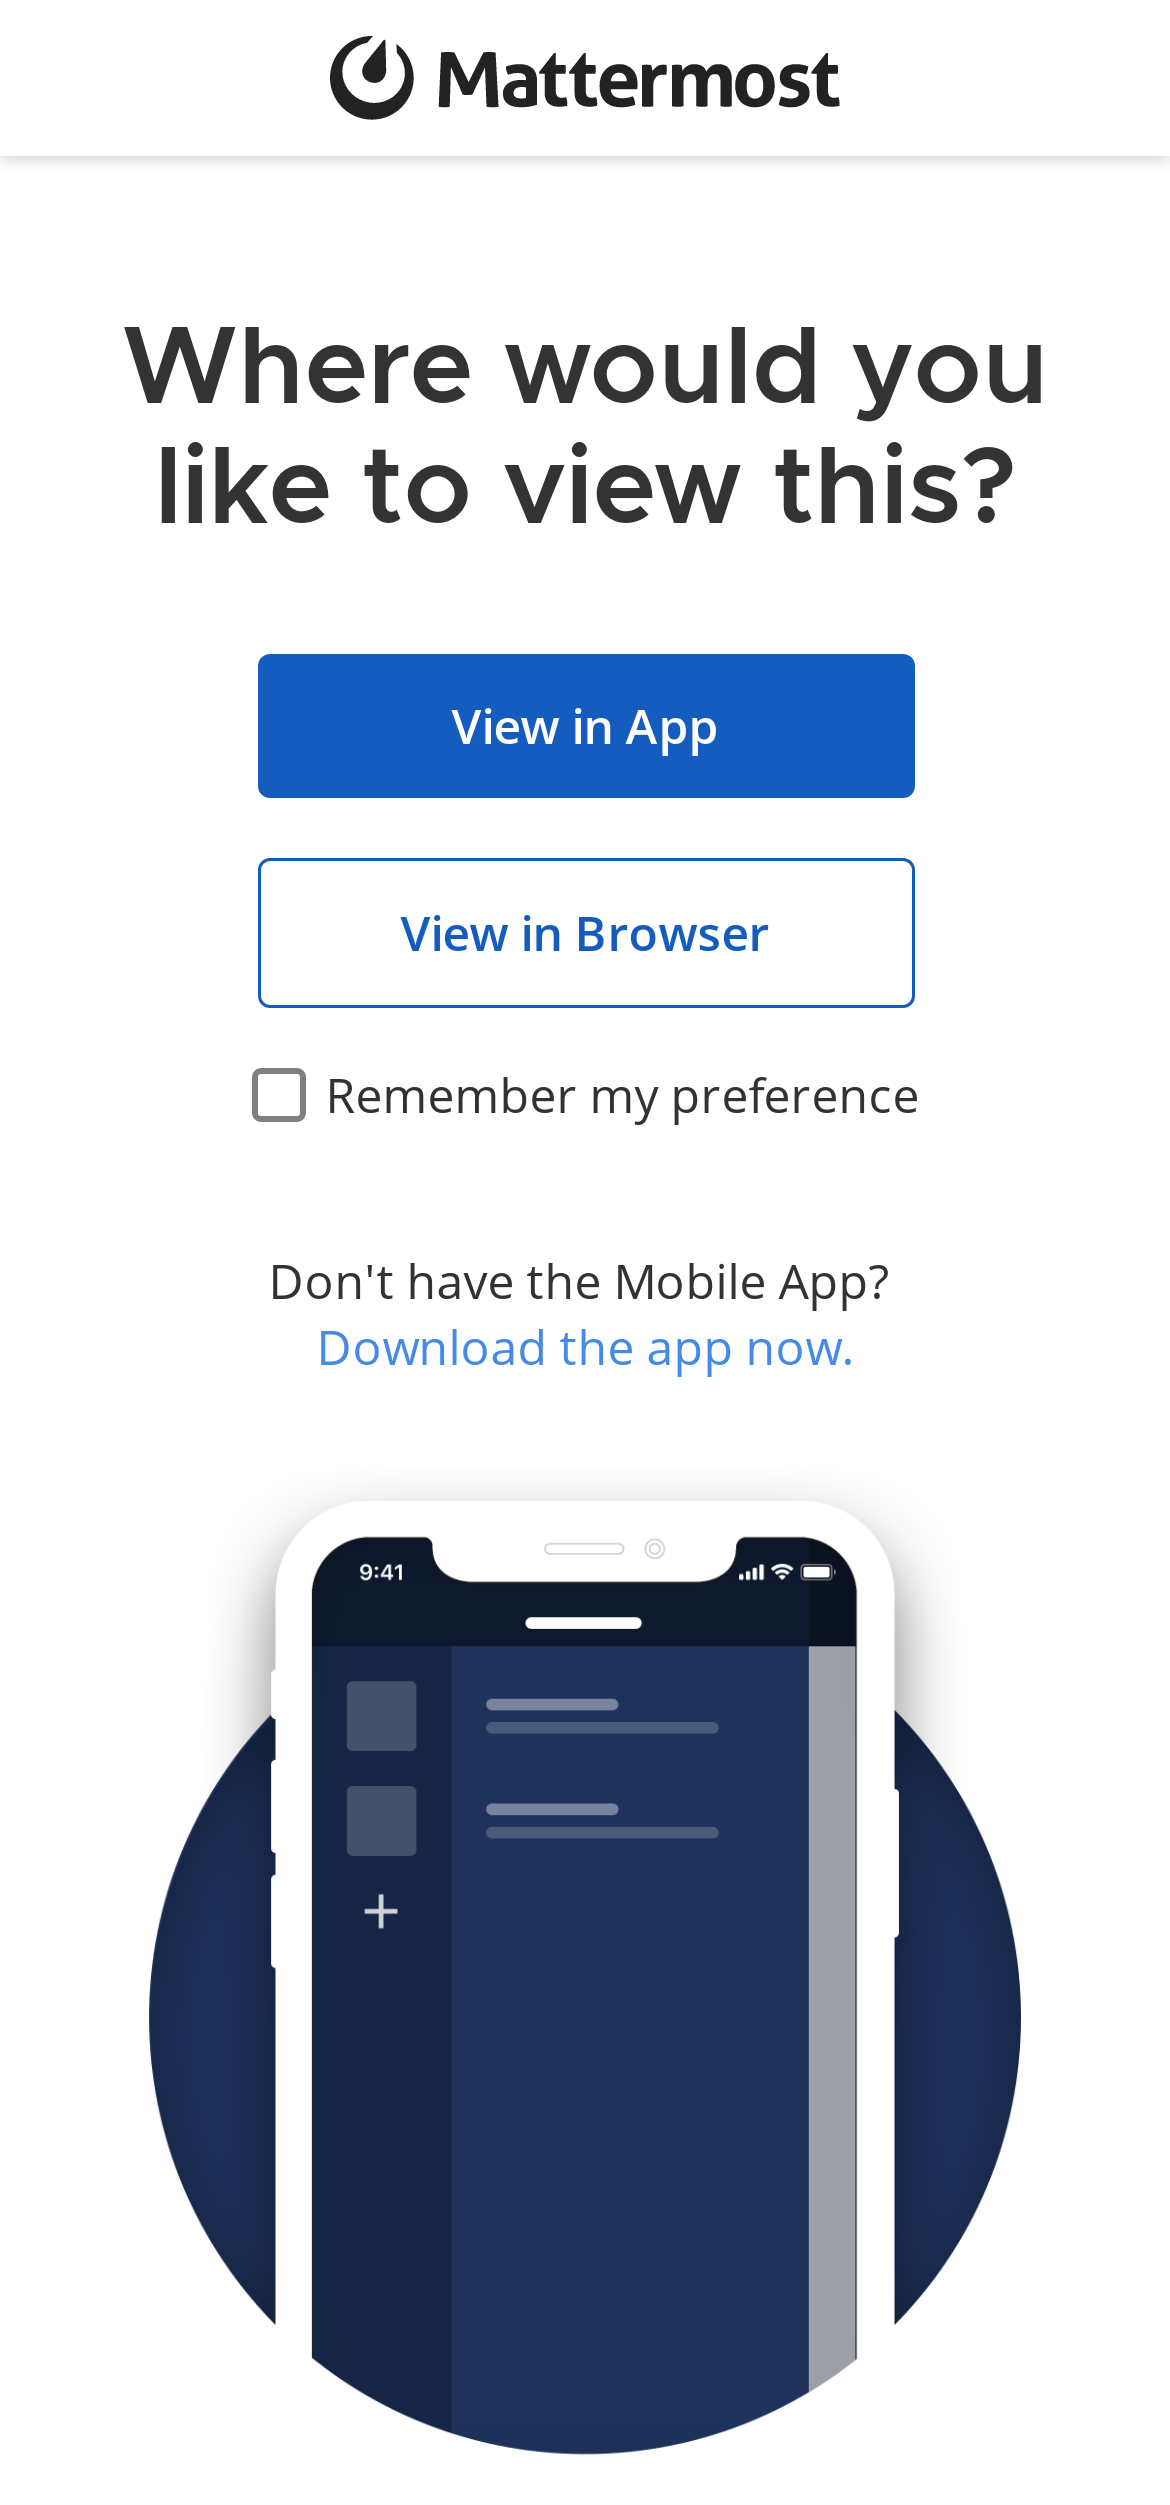 Mattermost
Where would you
like to view this?
View in App
View in Browser
Remember my preference
Don't have the Mobile App?
Download the app now.
9:41